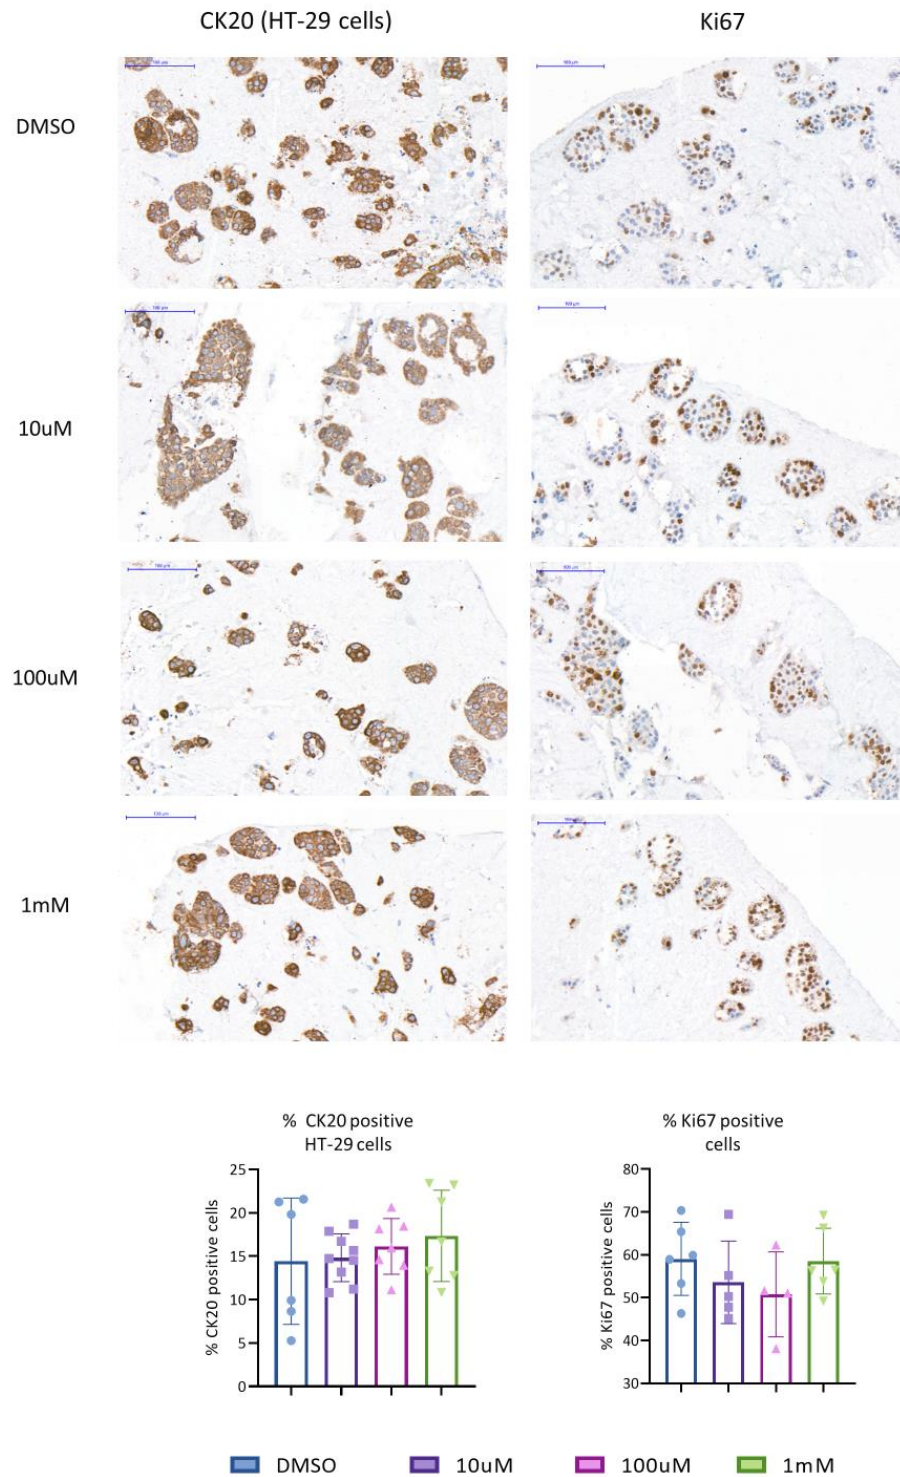 CK20 (HT-29 cells)
Ki67
DMSO
10uM
100uM
1mM
% CK20 positive
HT-29 cells
% CK20 positive cells
25
20
15
10
5
0
% Ki67 positive
cells
% Ki67 positive cells
80
70
60
50
40
30
DMSO
10uM
100uM
1mM